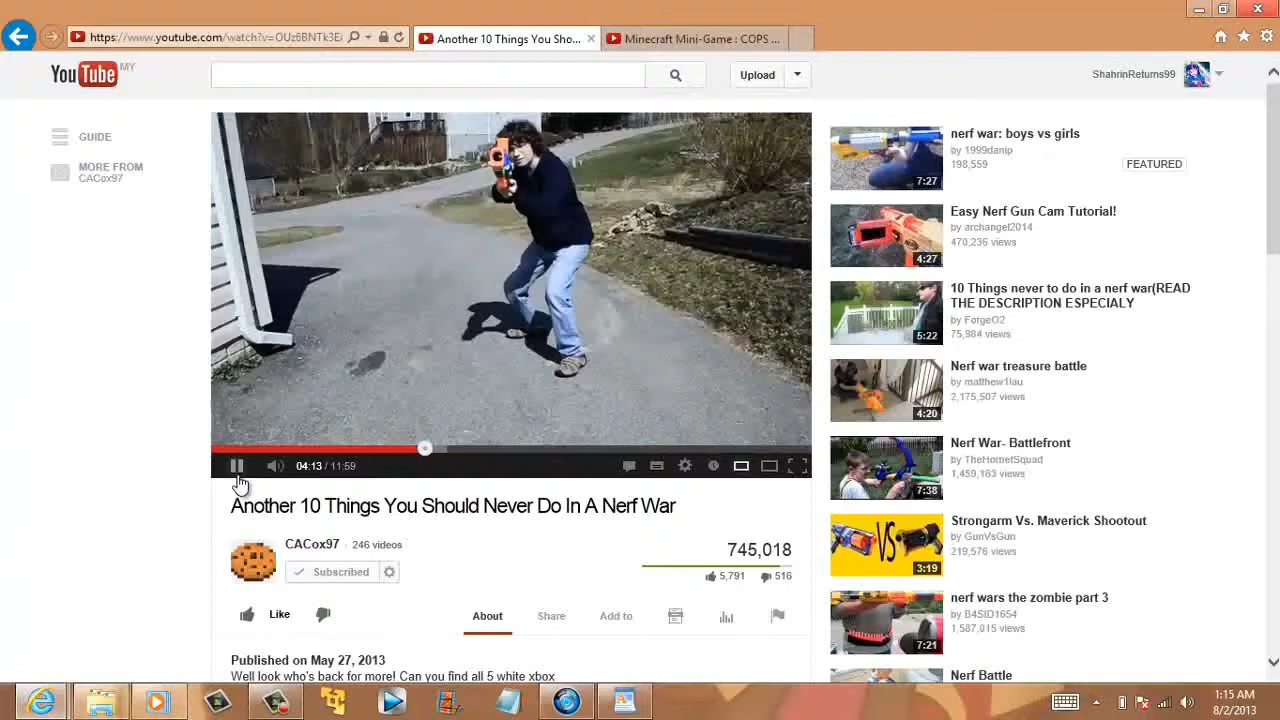 https://www.youtube.com/watch?v=OUz6BNTk3Ei
Another 10 Things You Sho...
Minecraft Mini-Game : COPS ...
YouTube MY
Upload
ShahrinReturns99
GUIDE
MORE FROM
CACox97
04:13 / 11:59
Another 10 Things You Should Never Do In A Nerf War
CACox97
246 videos
Subscribed
745,018
5,791
516
Like
About
Share
Add to
Published on May 27, 2013
Well look who's back for more! Can you find all 5 white xbox
nerf war: boys vs girls
by 1999danip
198,559
FEATURED
7:27
Easy Nerf Gun Cam Tutorial!
by archangel2014
470,236 views
4:27
10 Things never to do in a nerf war(READ
THE DESCRIPTION ESPECIALY
by ForgeO2
75,984 views
5:22
Nerf war treasure battle
by matthew1lau
2,175,507 views
4:20
Nerf War- Battlefront
by TheHornetSquad
1,459,163 views
7:38
Strongarm Vs. Maverick Shootout
by GunVsGun
219,576 views
VS
3:19
nerf wars the zombie part 3
by B4SID1654
1,587,015 views
7:21
Nerf Battle
1:15 AM
8/2/2013